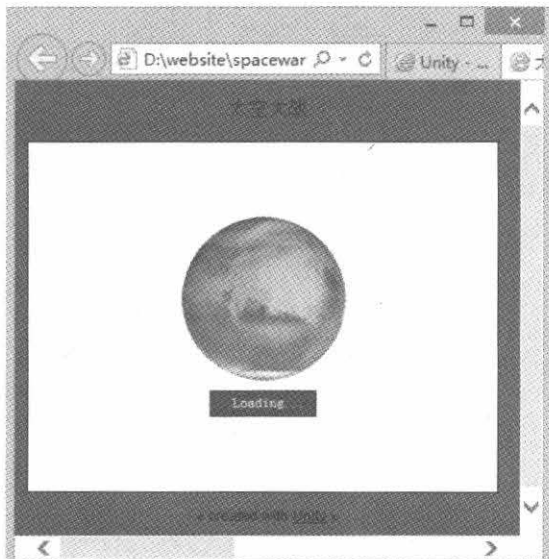 D:\website\spacewar
Unity - ...
太空大战
Loading...
« created with Unity »